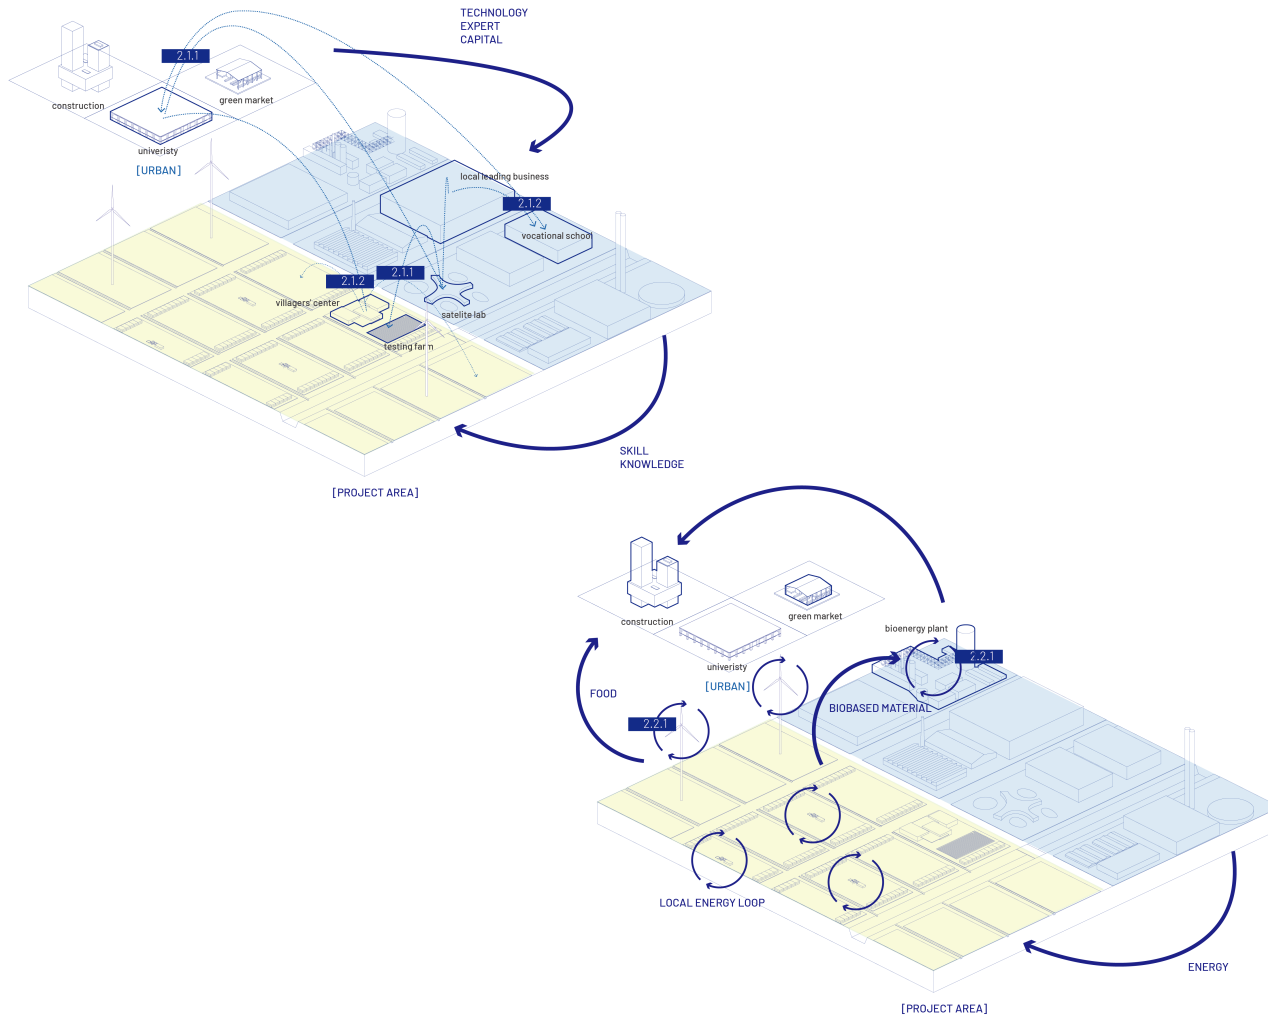 TECHNOLOGY
EXPERT
CAPITAL
2.1.1
construction
green market
univeristy
[URBAN]
local leading business
2.1.2
vocational school
2.1.1
2.1.2
villagers' center
satelite lab
testing farm
SKILL
KNOWLEDGE
[PROJECT AREA]
construction
green market
bioenergy plant
2.2.1
univeristy
[URBAN]
FOOD
BIOBASED MATERIAL
2.2.1
LOCAL ENERGY LOOP
ENERGY
[PROJECT AREA]